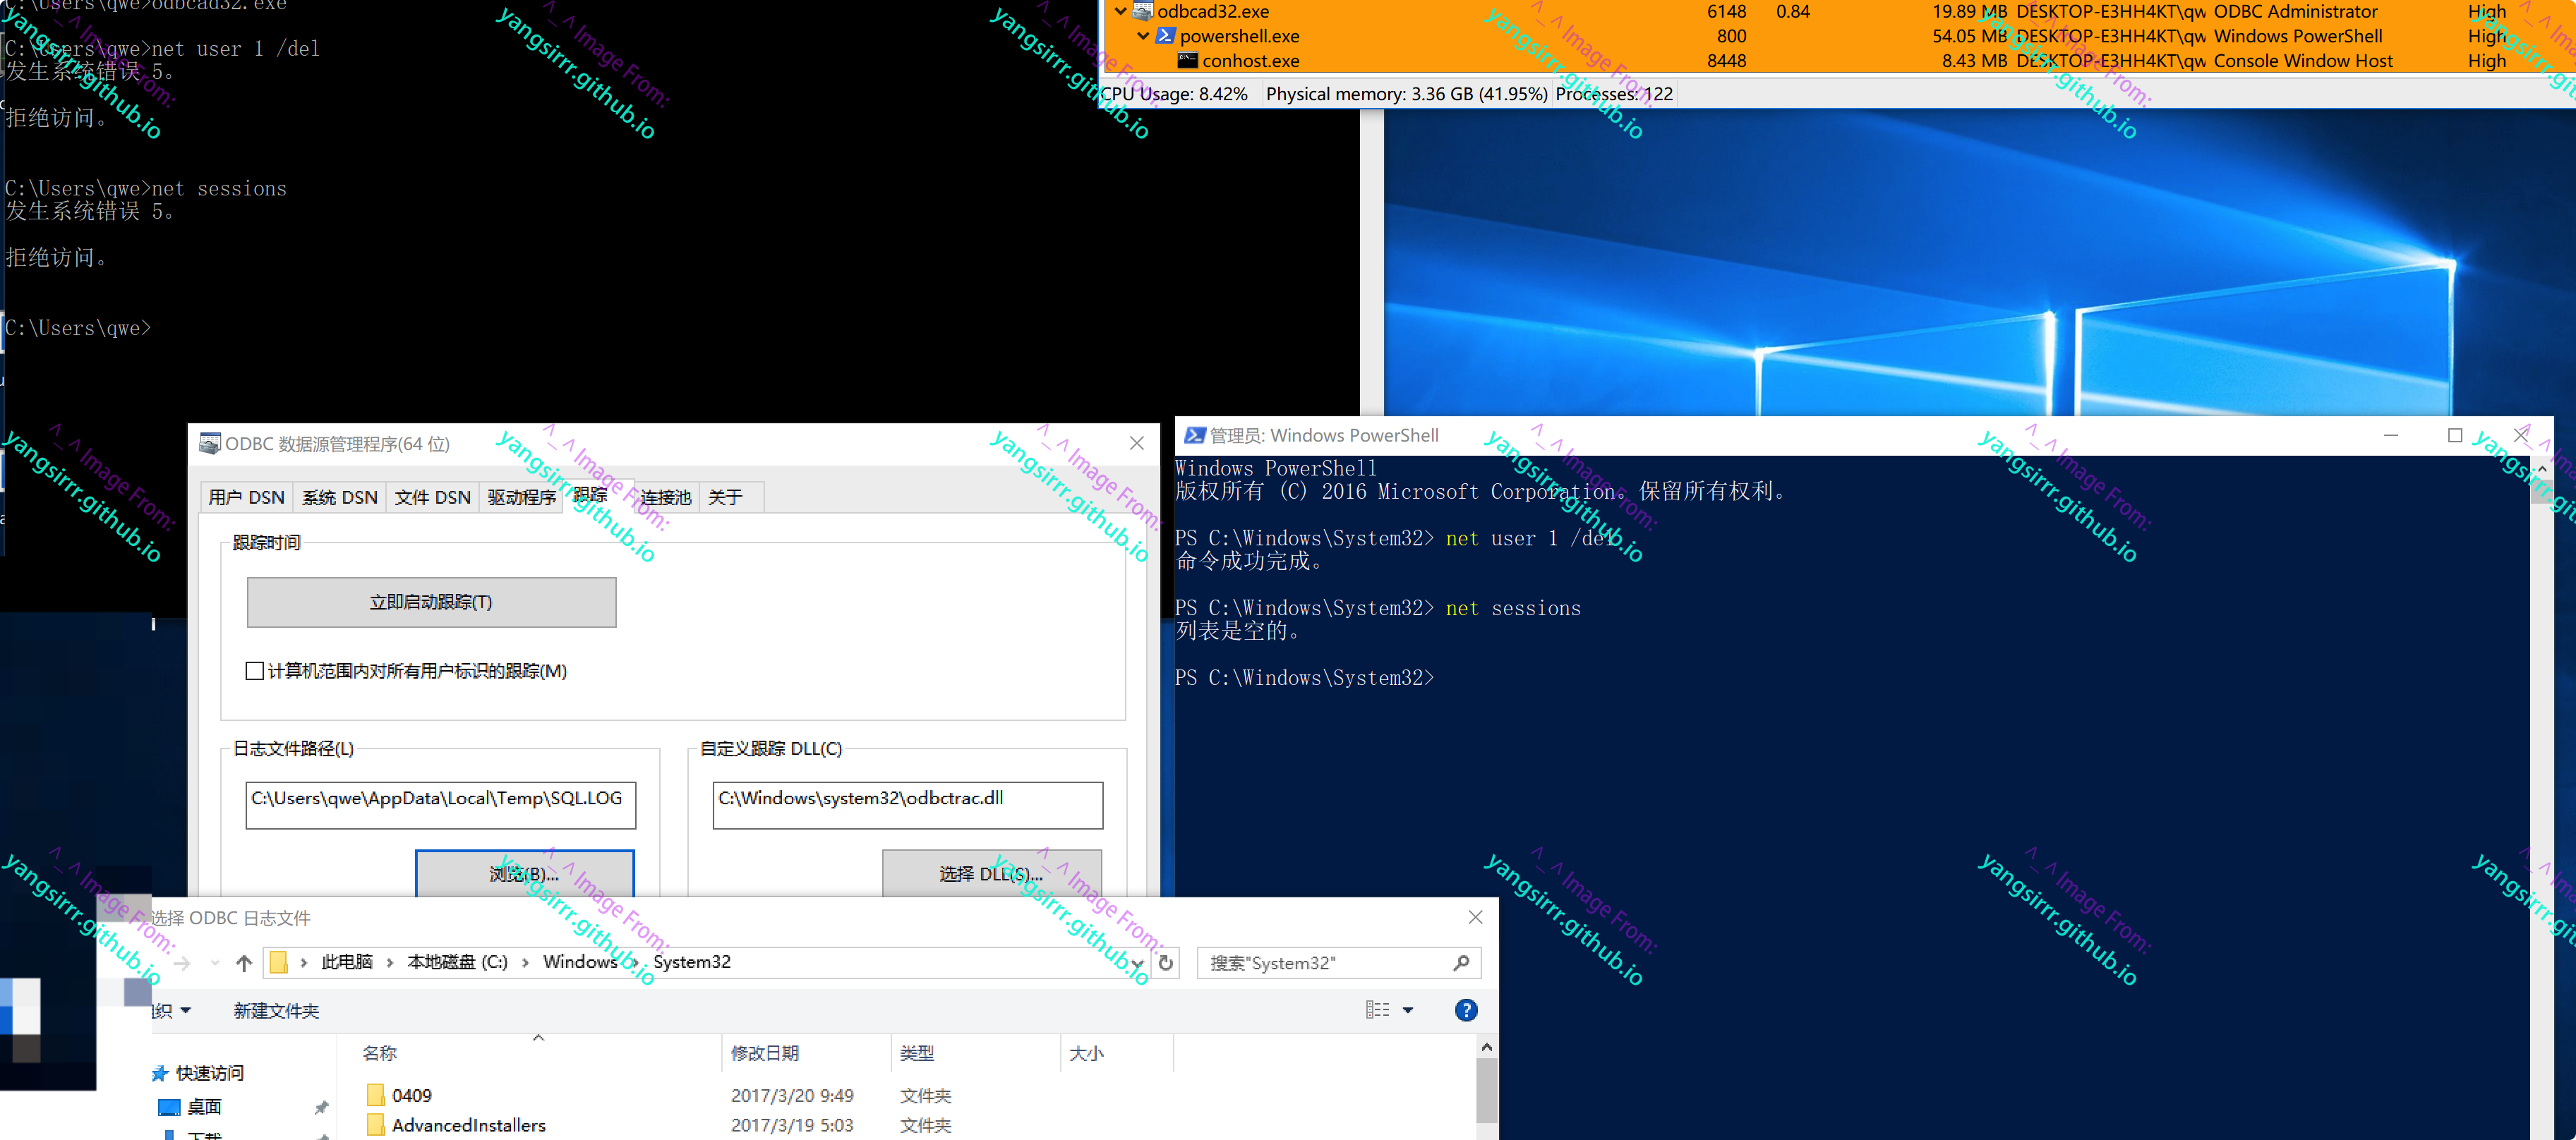 C:\Users\qwe>odbcad32.exe
C:\Users\qwe>net user 1 /del
发生系统错误 5。
拒绝访问。
C:\Users\qwe>net sessions
发生系统错误 5。
拒绝访问。
C:\Users\qwe>
odbcad32.exe 6148 0.84 19.89 MB DESKTOP-E3HH4KT\qw ODBC Administrator High
powershell.exe 800 54.05 MB DESKTOP-E3HH4KT\qw Windows PowerShell High
conhost.exe 8448 8.43 MB DESKTOP-E3HH4KT\qw Console Window Host High
CPU Usage: 8.42% Physical memory: 3.36 GB (41.95%) Processes: 122
ODBC 数据源管理程序(64 位)
用户 DSN 系统 DSN 文件 DSN 驱动程序 跟踪 连接池 关于
跟踪时间
立即启动跟踪(T)
计算机范围内对所有用户标识的跟踪(M)
日志文件路径(L)
C:\Users\qwe\AppData\Local\Temp\SQL.LOG
浏览(B)...
自定义跟踪 DLL(C)
C:\Windows\system32\odbctrac.dll
选择 DLL(S)...
管理员: Windows PowerShell
Windows PowerShell
版权所有 (C) 2016 Microsoft Corporation。保留所有权利。
PS C:\Windows\System32> net user 1 /del
命令成功完成。
PS C:\Windows\System32> net sessions
列表是空的。
PS C:\Windows\System32>
选择 ODBC 日志文件
此电脑 本地磁盘 (C:) Windows System32
搜索"System32"
织 新建文件夹
名称 修改日期 类型 大小
快速访问
桌面
下载
0409 2017/3/20 9:49 文件夹
AdvancedInstallers 2017/3/19 5:03 文件夹
^_^ Image From:
yangsirrr.github.io